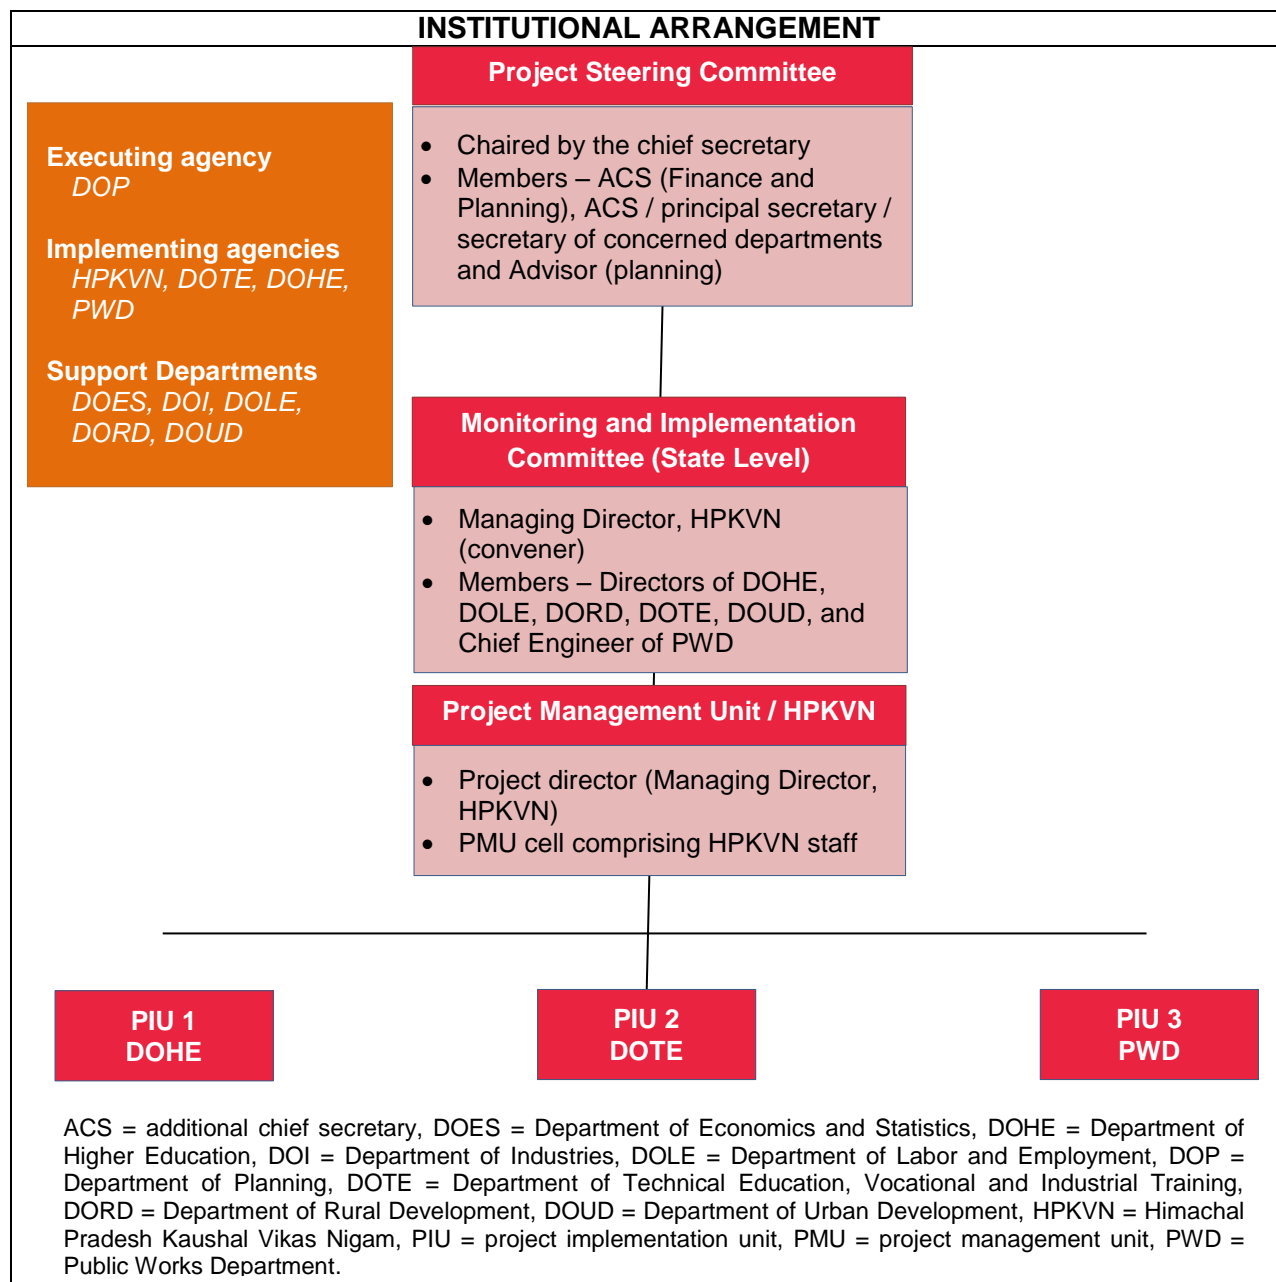 INSTITUTIONAL ARRANGEMENT
Project Steering Committee
• Chaired by the chief secretary
• Members – ACS (Finance and
Planning), ACS / principal secretary /
secretary of concerned departments
and Advisor (planning)
Executing agency
DOP
Implementing agencies
HPKVN, DOTE, DOHE,
PWD
Support Departments
DOES, DOI, DOLE,
DORD, DOUD
Monitoring and Implementation
Committee (State Level)
• Managing Director, HPKVN
(convener)
• Members – Directors of DOHE,
DOLE, DORD, DOTE, DOUD, and
Chief Engineer of PWD
Project Management Unit / HPKVN
• Project director (Managing Director,
HPKVN)
• PMU cell comprising HPKVN staff
PIU 1
DOHE
PIU 2
DOTE
PIU 3
PWD
ACS = additional chief secretary, DOES = Department of Economics and Statistics, DOHE = Department of
Higher Education, DOI = Department of Industries, DOLE = Department of Labor and Employment, DOP =
Department of Planning, DOTE = Department of Technical Education, Vocational and Industrial Training,
DORD = Department of Rural Development, DOUD = Department of Urban Development, HPKVN = Himachal
Pradesh Kaushal Vikas Nigam, PIU = project implementation unit, PMU = project management unit, PWD =
Public Works Department.